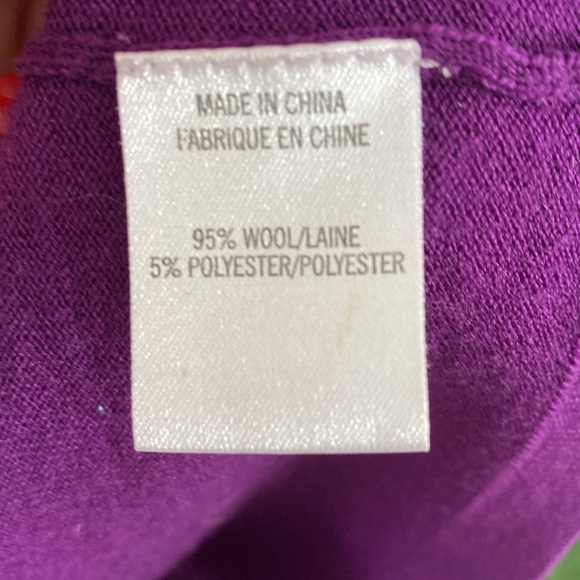 MADE IN CHINA
FABRIQUE EN CHINE
95% WOOL/LAINE
5% POLYESTER/POLYESTER